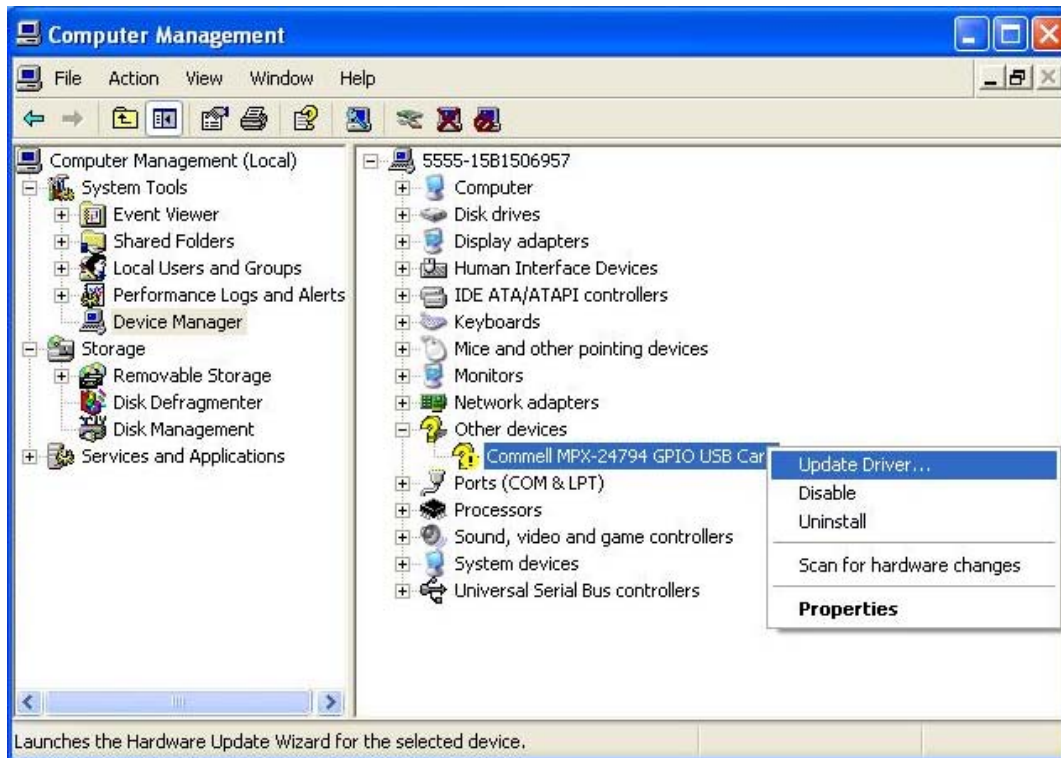 Computer Management
File Action View Window Help
Computer Management (Local)
System Tools
Event Viewer
Shared Folders
Local Users and Groups
Performance Logs and Alerts
Device Manager
Storage
Removable Storage
Disk Defragmenter
Disk Management
Services and Applications
5555-15B1506957
Computer
Disk drives
Display adapters
Human Interface Devices
IDE ATA/ATAPI controllers
Keyboards
Mice and other pointing devices
Monitors
Network adapters
Other devices
Commell MPX-24794 GPIO USB Car
Ports (COM & LPT)
Processors
Sound, video and game controllers
System devices
Universal Serial Bus controllers
Update Driver...
Disable
Uninstall
Scan for hardware changes
Properties
Launches the Hardware Update Wizard for the selected device.